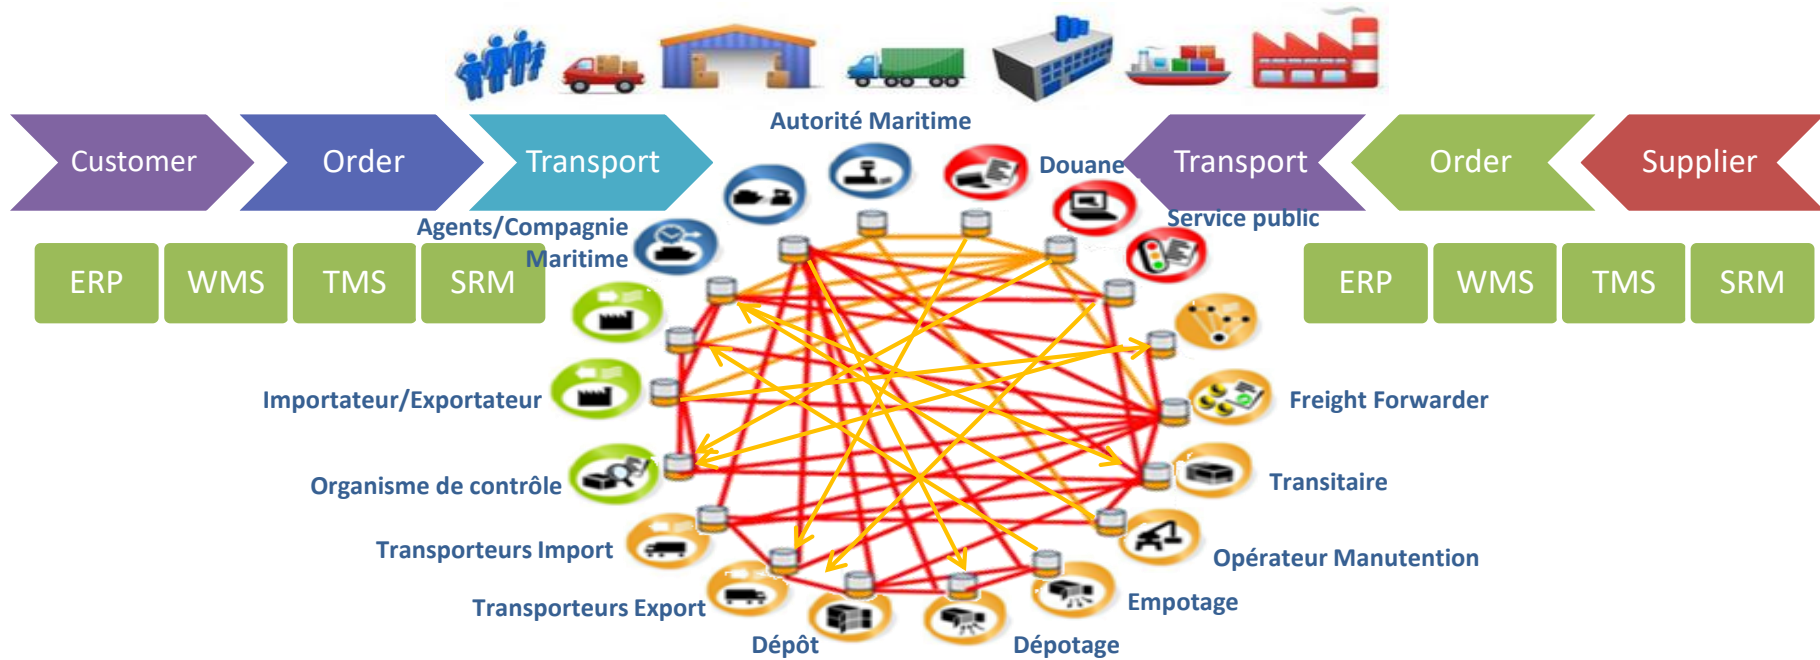 Autorité Maritime
Customer
Order
Transport
Douane
Transport
Order
Supplier
Agents/Compagnie
Maritime
Service public
ERP
WMS
TMS
SRM
ERP
WMS
TMS
SRM
Importateur/Exportateur
Freight Forwarder
Organisme de contrôle
Transitaire
Transporteurs Import
Opérateur Manutention
Transporteurs Export
Empotage
Dépôt
Dépotage